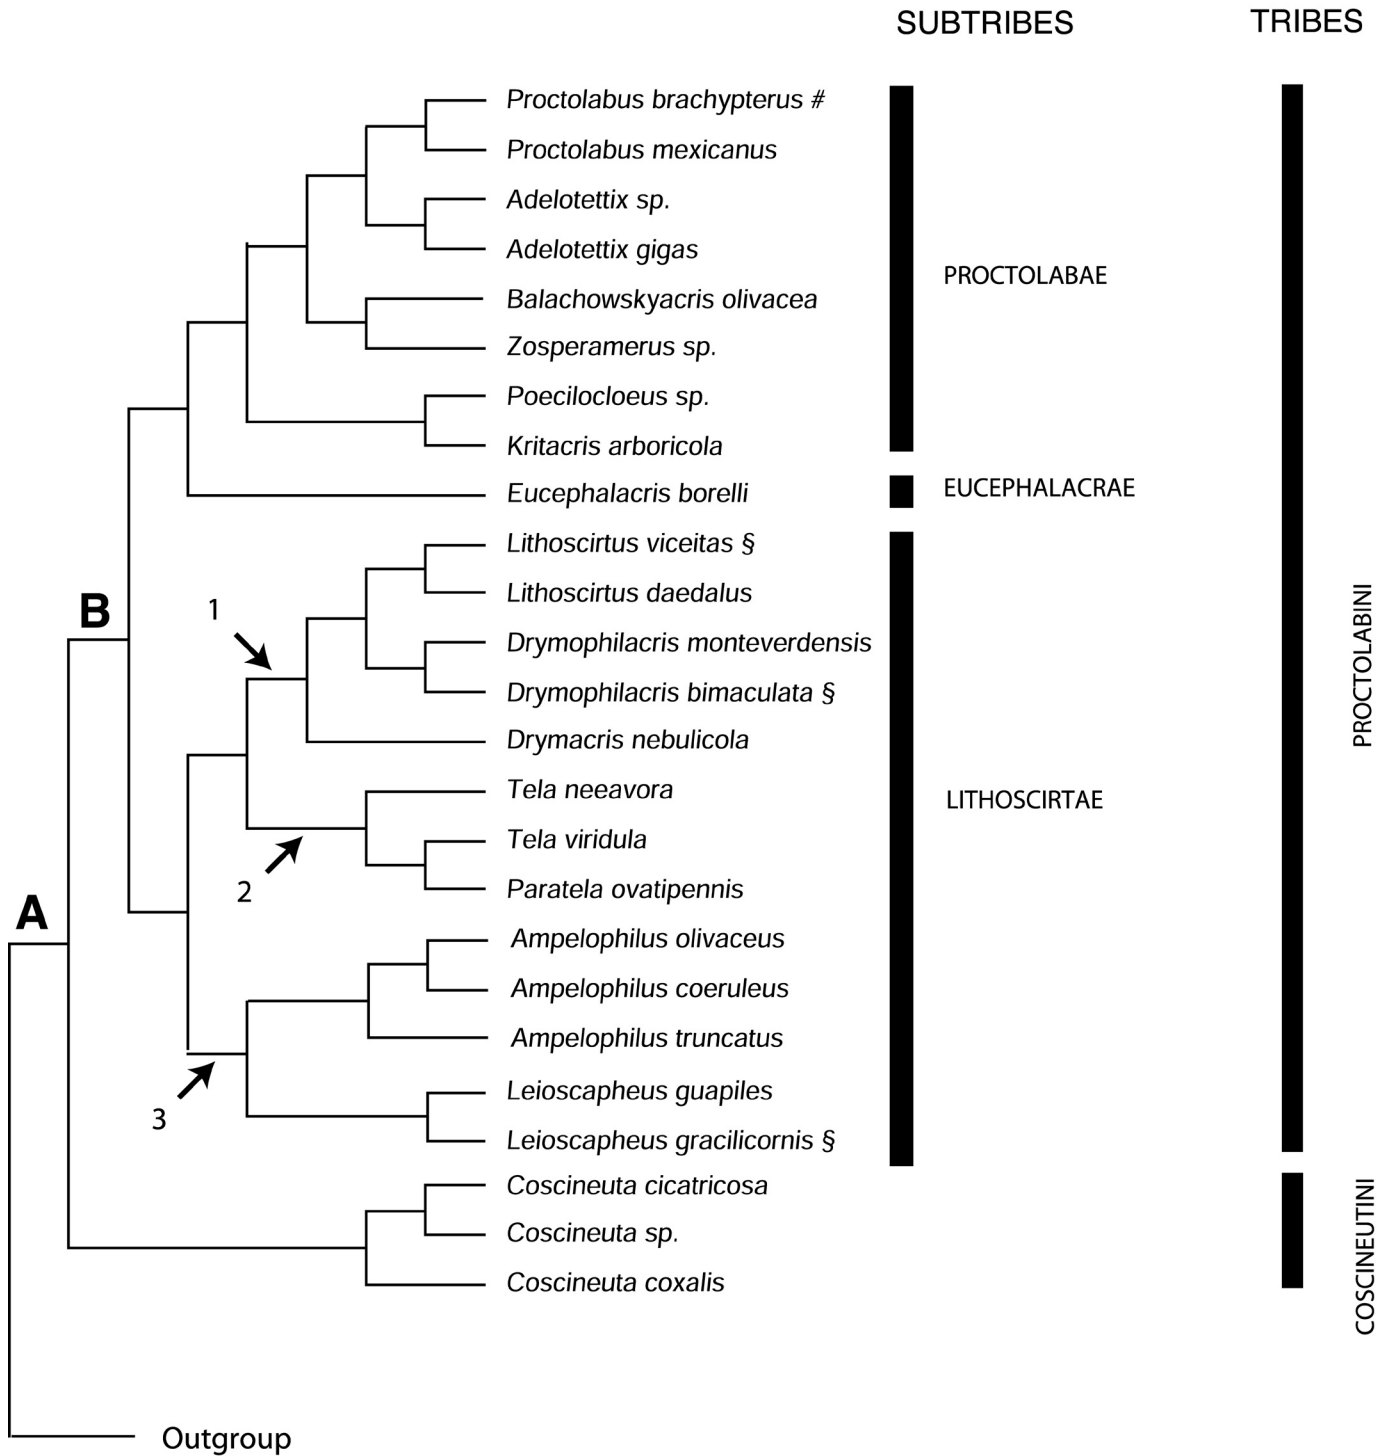 SUBTRIBES TRIBES
Proctolabus brachypterus #
Proctolabus mexicanus
Adelotettix sp.
Adelotettix gigas
PROCTOLABAE
Balachowskyacris olivacea
Zosperamerus sp.
Poecilocloeus sp.
Kritacris arboricola
Eucephalacris borelli
EUCEPHALACRAE
Lithoscirtus viceitas §
Lithoscirtus daedalus
B
1
Drymophilacris monteverdensis
Drymophilacris bimaculata §
PROCTOLABINI
Drymacris nebulicola
Tela neeavora
LITHOSCIRTAE
Tela viridula
Paratela ovatipennis
2
A
Ampelophilus olivaceus
Ampelophilus coeruleus
Ampelophilus truncatus
Leioscapheus guapiles
3
Leioscapheus gracilicornis §
Coscineuta cicatricosa
Coscineuta sp.
COSCINEUTINI
Coscineuta coxalis
Outgroup